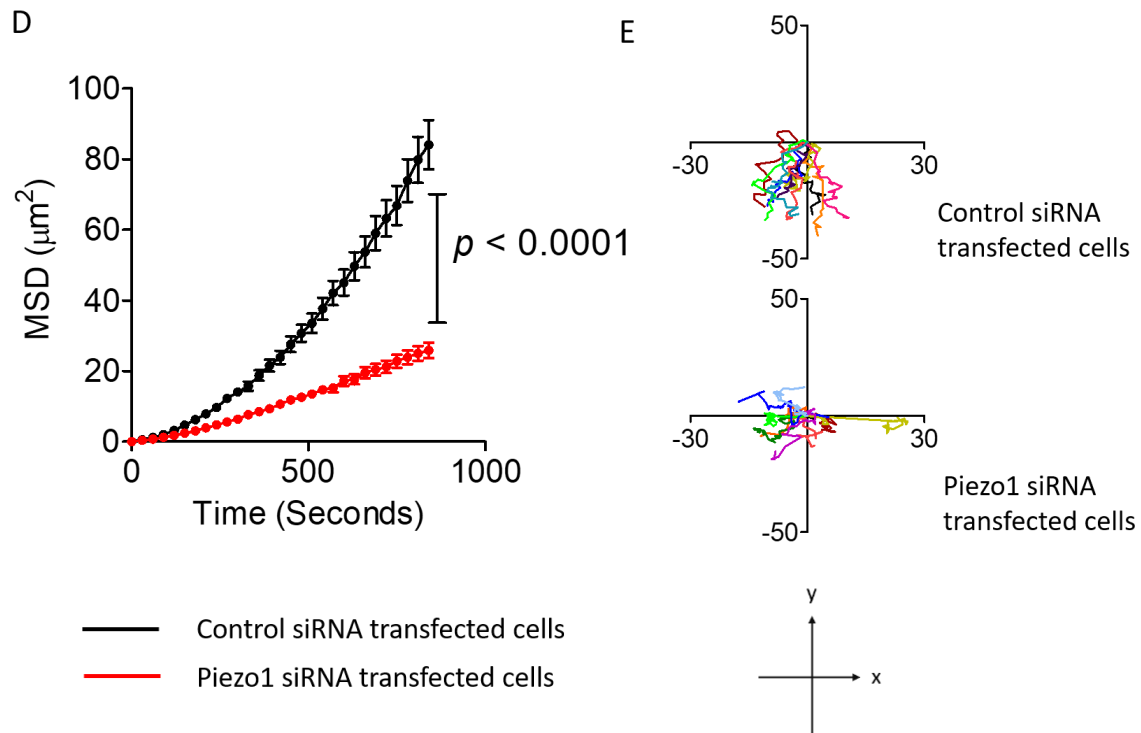 D
100
80
60
40
20
0
MSD (μm²)
0
500
1000
Time (Seconds)
p < 0.0001
Control siRNA transfected cells
Piezo1 siRNA transfected cells
E
50
-30
30
-50
Control siRNA
transfected cells
50
-30
30
-50
Piezo1 siRNA
transfected cells
y
x